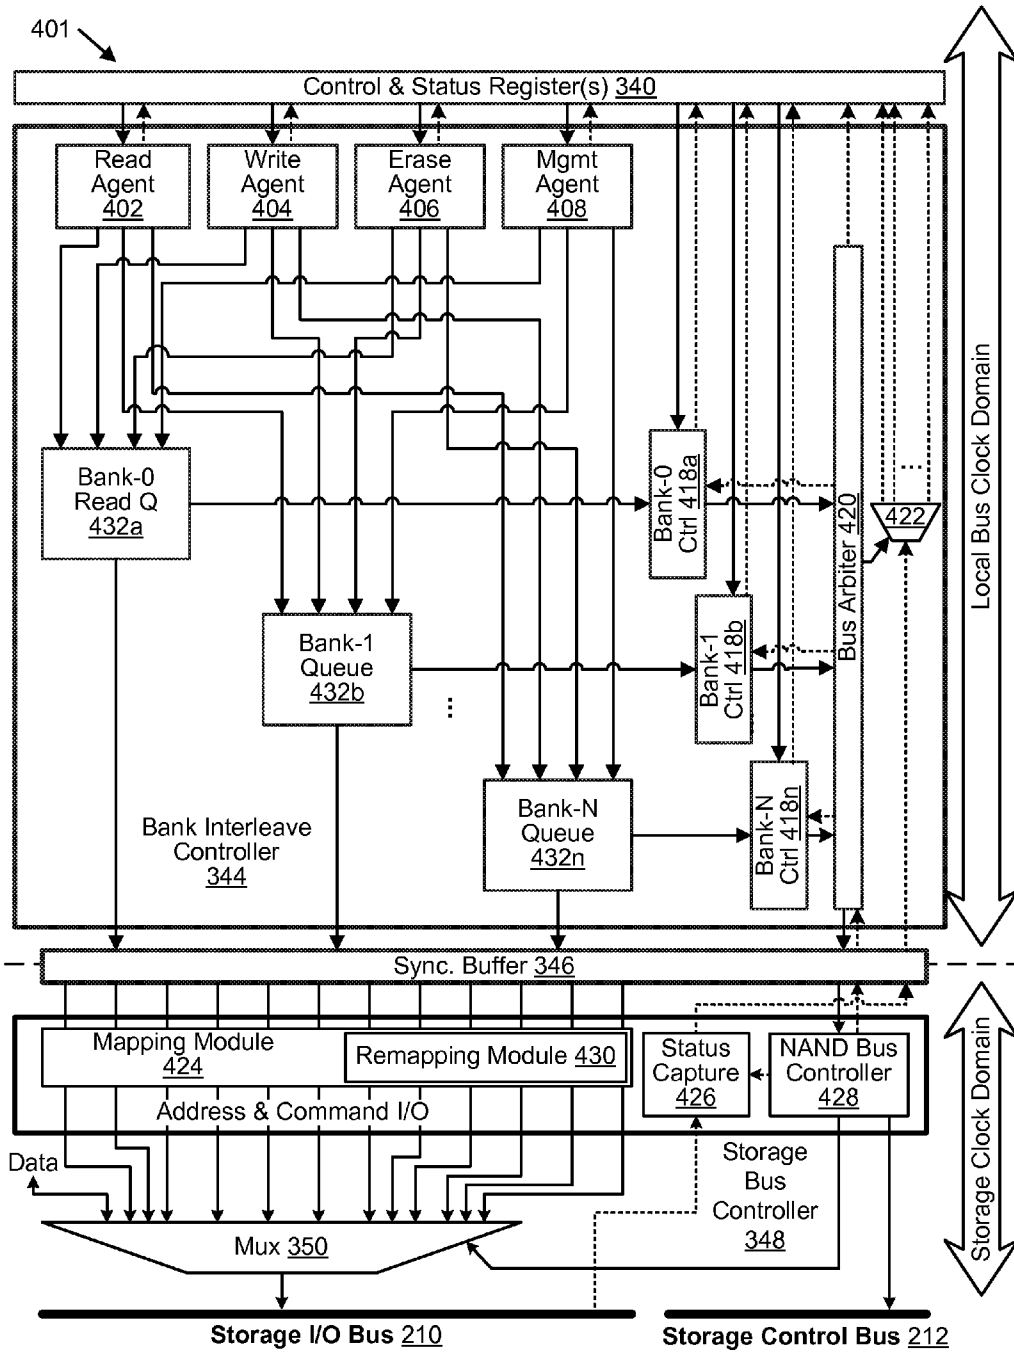 401
Control & Status Register(s) 340
Read
Agent
402
Write
Agent
404
Erase
Agent
406
Mgmt
Agent
408
Bank-0
Read Q
432a
Bank-0
Ctrl 418a
Bus Arbiter 420
...
422
Local Bus Clock Domain
Bank-1
Queue
432b
...
Bank-1
Ctrl 418b
Bank-N
Queue
432n
Bank-N
Ctrl 418n
Bank Interleave
Controller
344
Sync. Buffer 346
Mapping Module
424
Remapping Module 430
Status
Capture
426
NAND Bus
Controller
428
Address & Command I/O
Storage Clock Domain
Data
Storage
Bus
Controller
348
Mux 350
Storage I/O Bus 210
Storage Control Bus 212